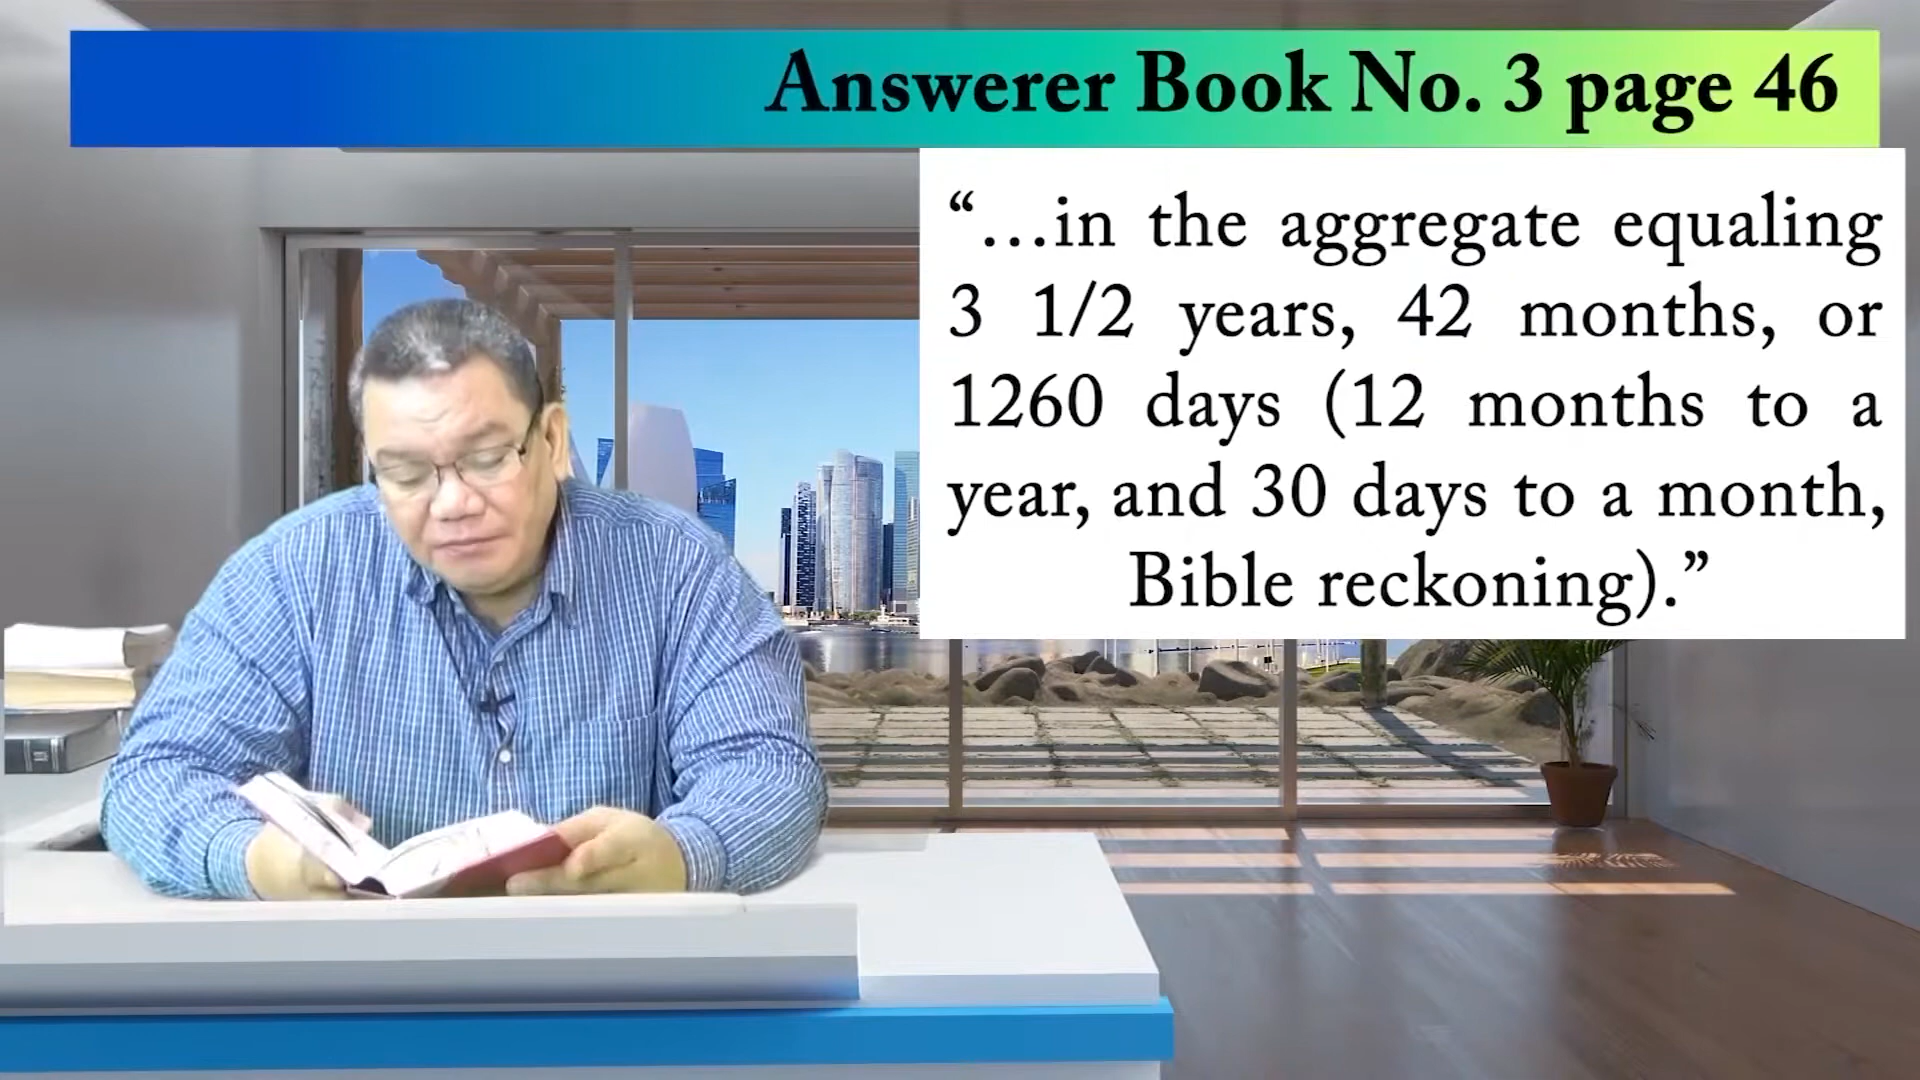 Answerer Book No. 3 page 46
“…in the aggregate equaling
3 1/2 years, 42 months, or
1260 days (12 months to a
year, and 30 days to a month,
Bible reckoning).”